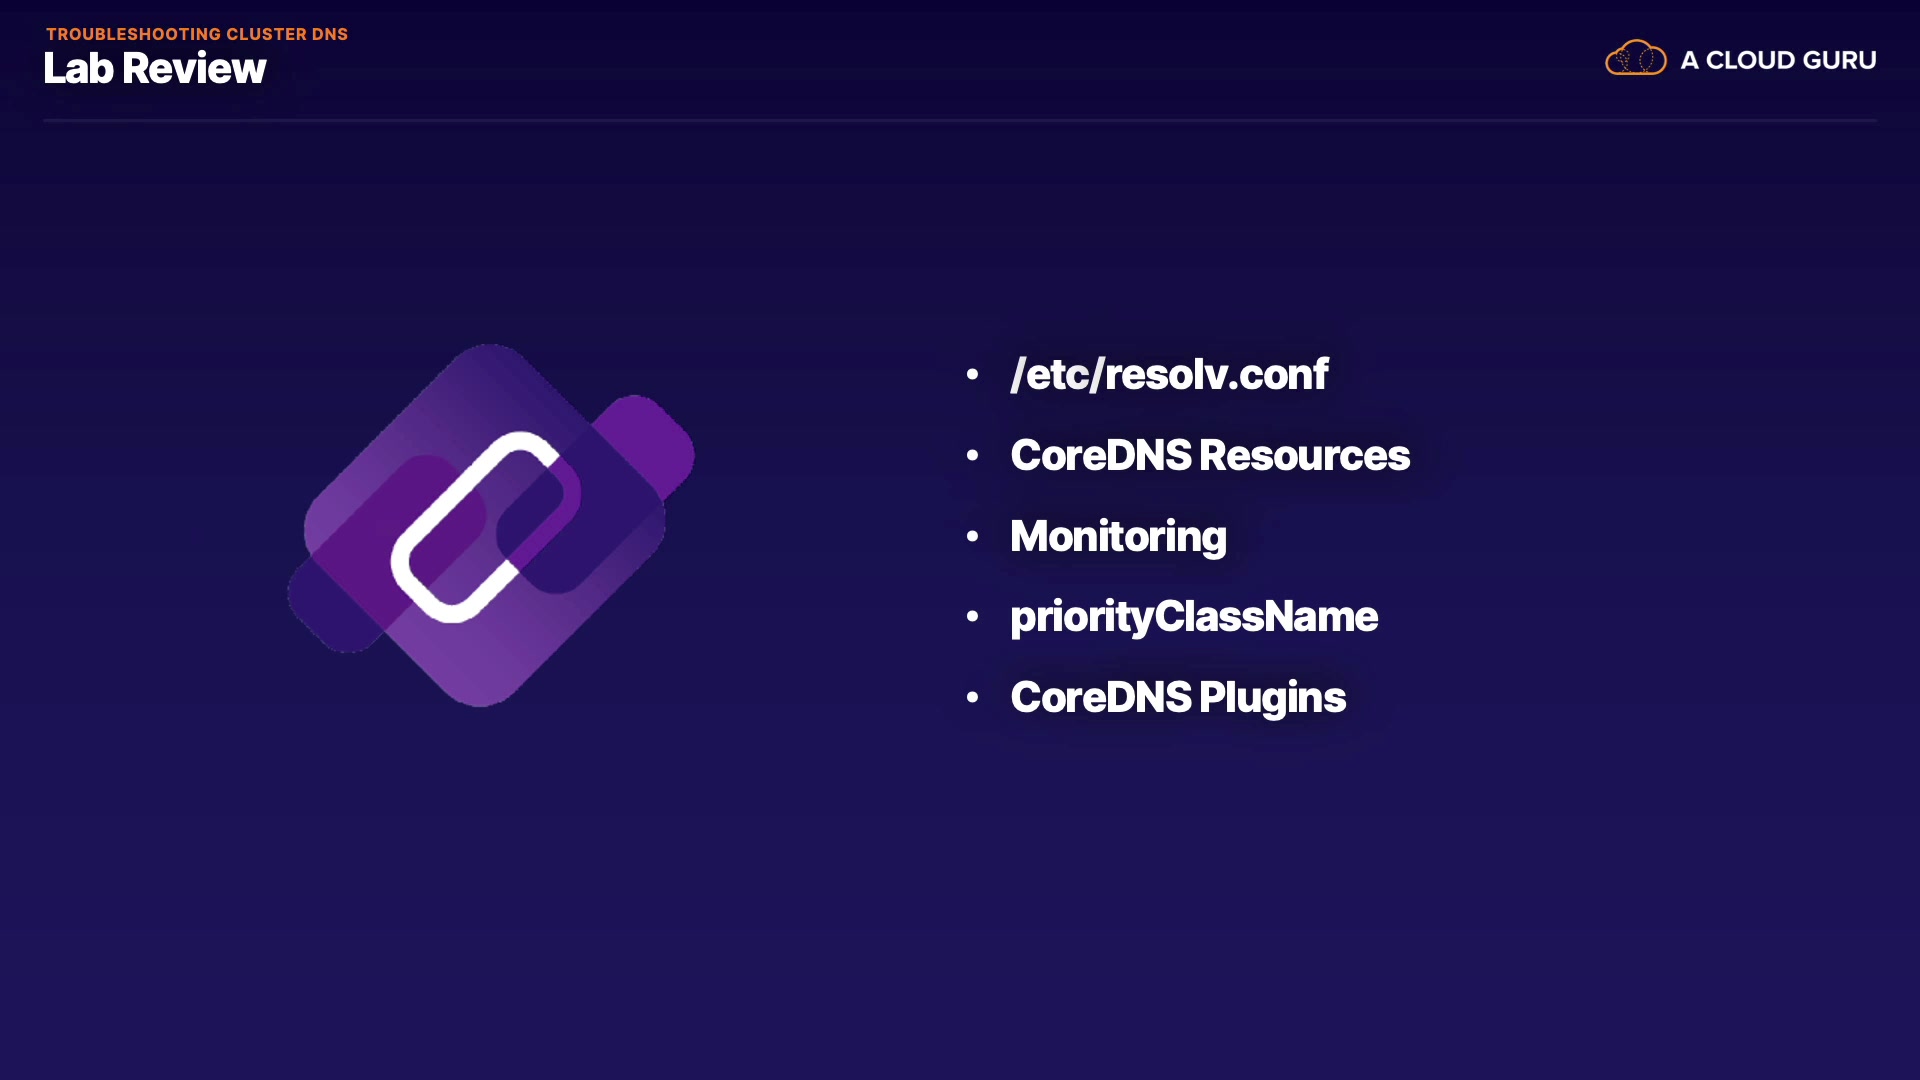 TROUBLESHOOTING CLUSTER DNS
Lab Review
A CLOUD GURU
• /etc/resolv.conf
• CoreDNS Resources
• Monitoring
• priorityClassName
• CoreDNS Plugins